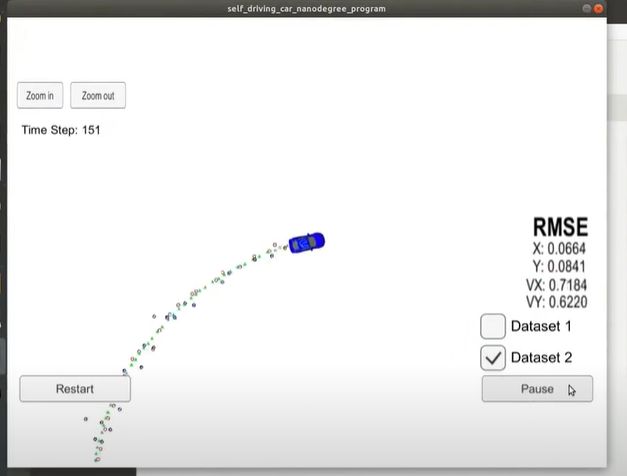 self_driving_car_nanodegree_program
Zoom in
Zoom out
Time Step: 151
RMSE
X: 0.0664
Y: 0.0841
VX: 0.7184
VY: 0.6220
Dataset 1
Dataset 2
Restart
Pause